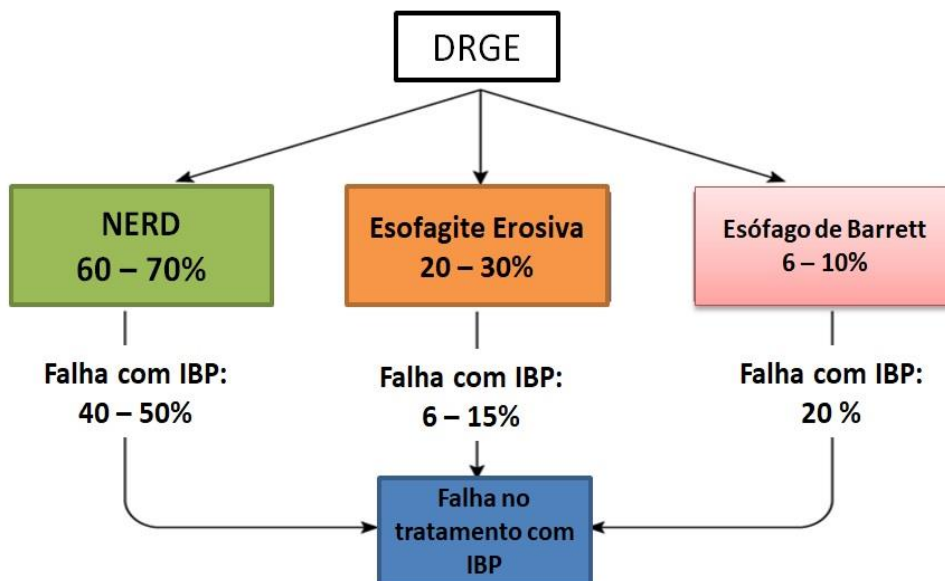 DRGE
NERD
60 – 70%
Esofagite Erosiva
20 – 30%
Esófago de Barrett
6 – 10%
Falha com IBP:
40 – 50%
Falha com IBP:
6 – 15%
Falha com IBP:
20 %
Falha no
tratamento com
IBP